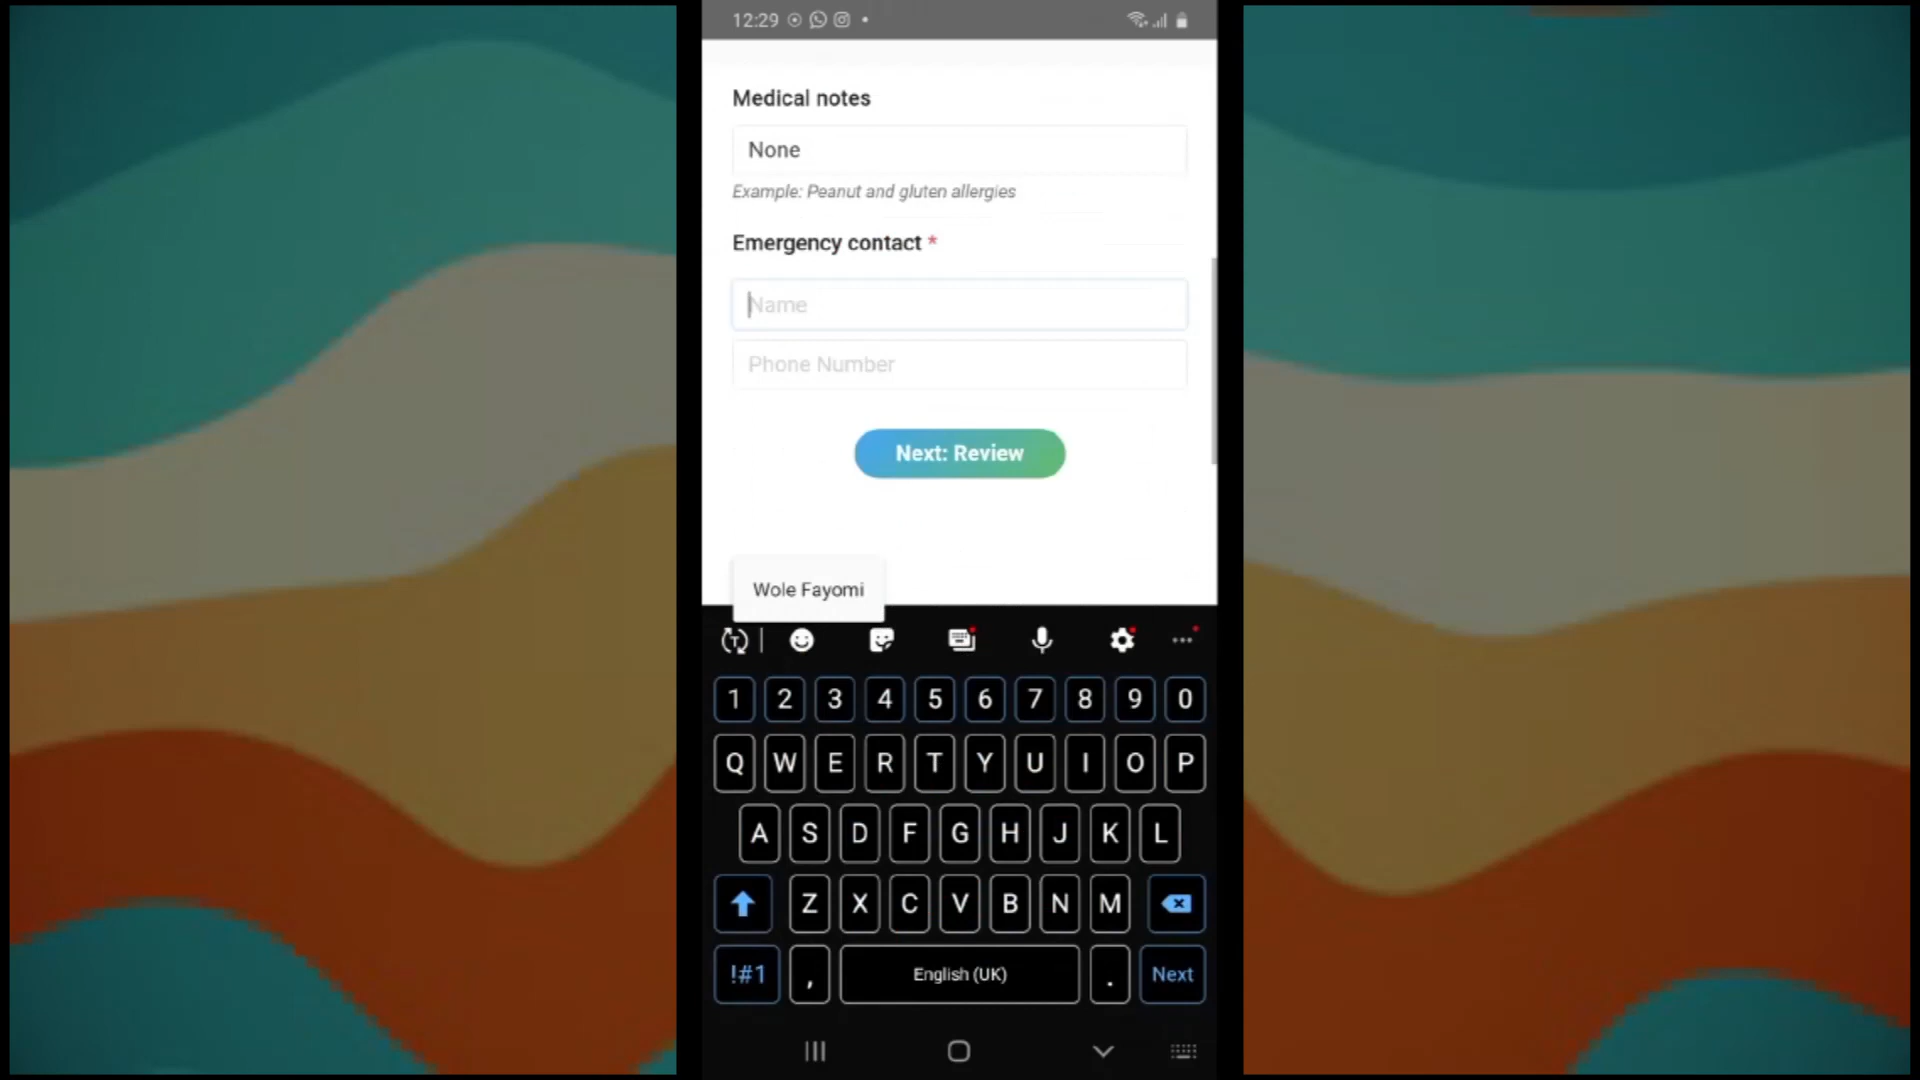 12:29
Medical notes
None
Example: Peanut and gluten allergies
Emergency contact *
Name
Phone Number
Next: Review
Wole Fayomi
1 2 3 4 5 6 7 8 9 0
Q W E R T Y U I O P
A S D F G H J K L
Z X C V B N M
!#1 , English (UK) . Next